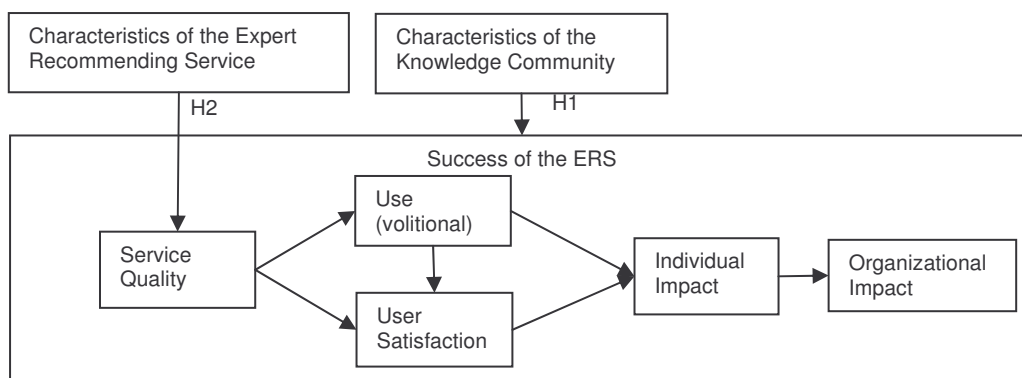 Characteristics of the Expert
Recommending Service
Characteristics of the
Knowledge Community
H2
H1
Success of the ERS
Use
(volitional)
Service
Quality
User
Satisfaction
Individual
Impact
Organizational
Impact